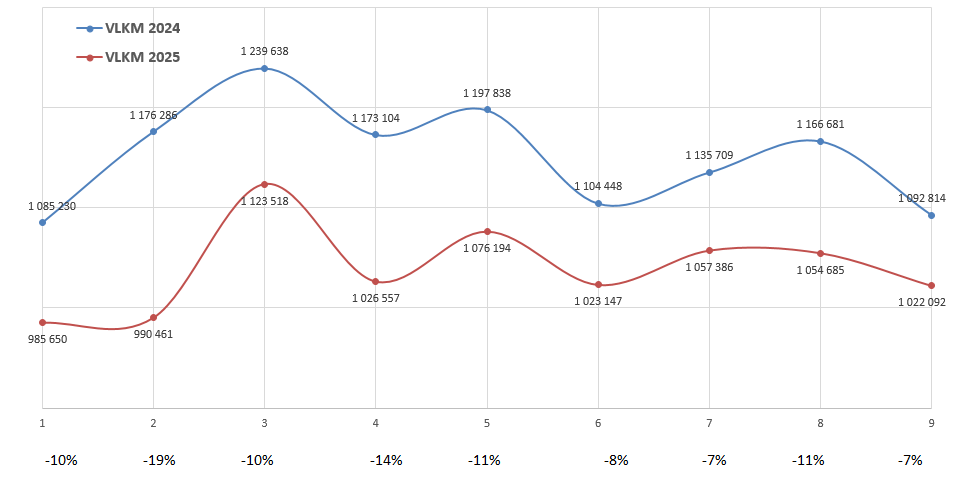 VLKM 2024
VLKM 2025
1 239 638
1 197 838
1 176 286
1 173 104
1 166 681
1 135 709
1 104 448
1 085 230
1 092 814
1 123 518
1 076 194
1 057 386
1 054 685
1 026 557
1 023 147
1 022 092
990 461
985 650
1 2 3 4 5 6 7 8 9
-10% -19% -10% -14% -11% -8% -7% -11% -7%